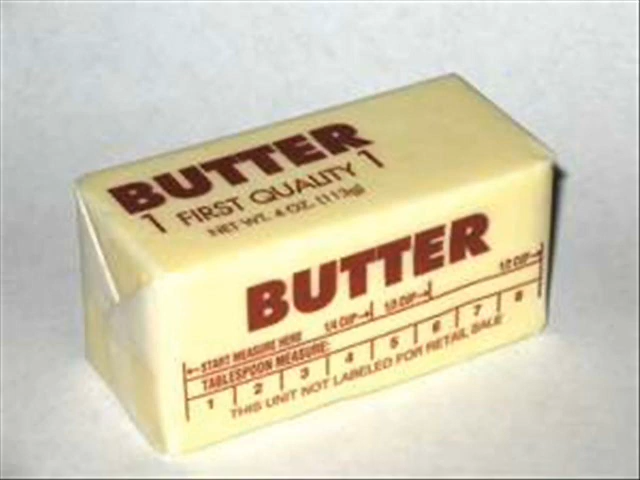 BUTTER
1 FIRST QUALITY 1
NET WT. 4 OZ. (113g)
BUTTER
1/4 CUP→ 1/3 CUP→ 1/2 CUP→
←START MEASURE HERE
TABLESPOON MEASURE:
1 2 3 4 5 6 7 8
THIS UNIT NOT LABELED FOR RETAIL SALE